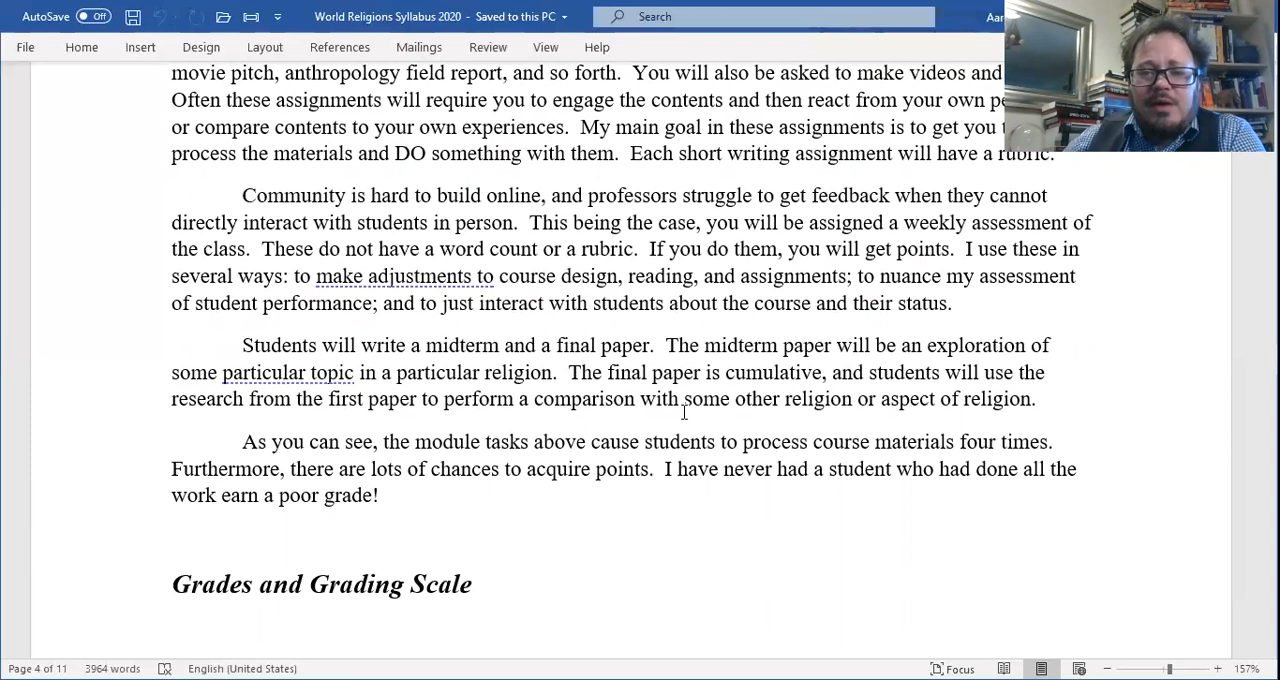 AutoSave Off World Religions Syllabus 2020 - Saved to this PC Search
File Home Insert Design Layout References Mailings Review View Help
movie pitch, anthropology field report, and so forth. You will also be asked to make videos and
Often these assignments will require you to engage the contents and then react from your own
or compare contents to your own experiences. My main goal in these assignments is to get you
process the materials and DO something with them. Each short writing assignment will have a rubric.
Community is hard to build online, and professors struggle to get feedback when they cannot
directly interact with students in person. This being the case, you will be assigned a weekly assessment of
the class. These do not have a word count or a rubric. If you do them, you will get points. I use these in
several ways: to make adjustments to course design, reading, and assignments; to nuance my assessment
of student performance; and to just interact with students about the course and their status.
Students will write a midterm and a final paper. The midterm paper will be an exploration of
some particular topic in a particular religion. The final paper is cumulative, and students will use the
research from the first paper to perform a comparison with some other religion or aspect of religion.
As you can see, the module tasks above cause students to process course materials four times.
Furthermore, there are lots of chances to acquire points. I have never had a student who had done all the
work earn a poor grade!
Grades and Grading Scale
Page 4 of 11 3964 words English (United States) Focus 157%